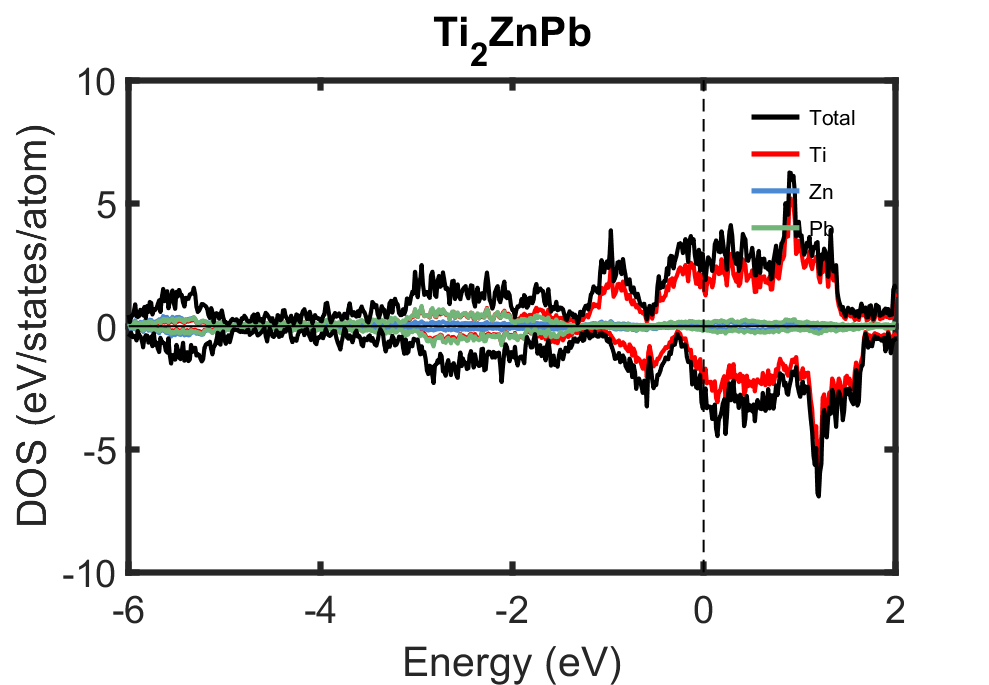 Ti2ZnPb
DOS (eV/states/atom)
10
5
0
-5
-10
Total
Ti
Zn
Pb
-6 -4 -2 0 2
Energy (eV)